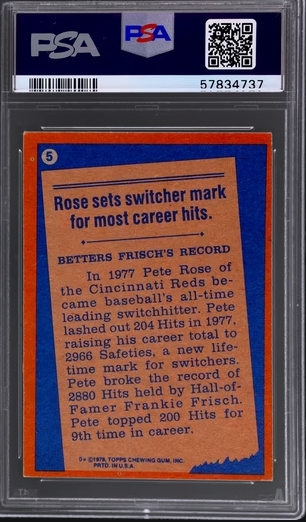 PSA
PSA
57834737
5
Rose sets switcher mark
for most career hits.
BETTERS FRISCH'S RECORD
In 1977 Pete Rose of
the Cincinnati Reds be-
came baseball's all-time
leading switchhitter. Pete
lashed out 204 Hits in 1977,
raising his career total to
2966 Safeties, a new life-
time mark for switchers.
Pete broke the record of
2880 Hits held by Hall-of-
Famer Frankie Frisch.
Pete topped 200 Hits for
9th time in career.
©1978, TOPPS CHEWING GUM, INC.
PRTD. IN U.S.A.